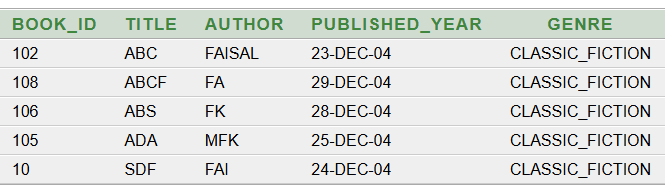 BOOK_ID TITLE AUTHOR PUBLISHED_YEAR GENRE
102 ABC FAISAL 23-DEC-04 CLASSIC_FICTION
108 ABCF FA 29-DEC-04 CLASSIC_FICTION
106 ABS FK 28-DEC-04 CLASSIC_FICTION
105 ADA MFK 25-DEC-04 CLASSIC_FICTION
10 SDF FAI 24-DEC-04 CLASSIC_FICTION